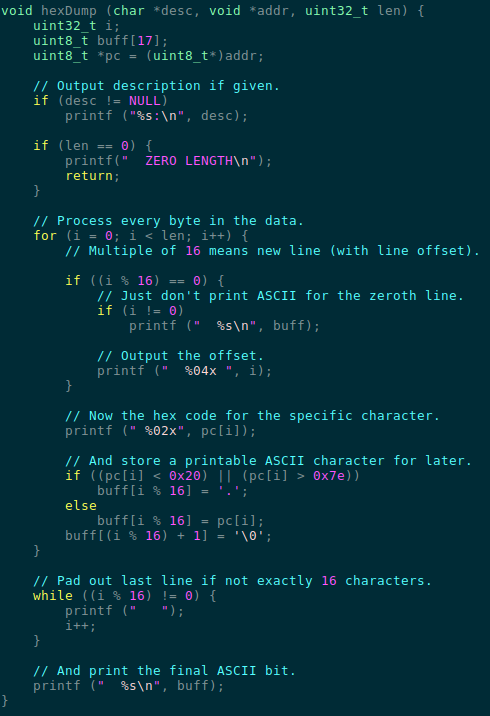 void hexDump (char *desc, void *addr, uint32_t len) {
    uint32_t i;
    uint8_t buff[17];
    uint8_t *pc = (uint8_t*)addr;

    // Output description if given.
    if (desc != NULL)
        printf ("%s:\n", desc);

    if (len == 0) {
        printf("  ZERO LENGTH\n");
        return;
    }

    // Process every byte in the data.
    for (i = 0; i < len; i++) {
        // Multiple of 16 means new line (with line offset).

        if ((i % 16) == 0) {
            // Just don't print ASCII for the zeroth line.
            if (i != 0)
                printf ("  %s\n", buff);

            // Output the offset.
            printf ("  %04x ", i);
        }

        // Now the hex code for the specific character.
        printf (" %02x", pc[i]);

        // And store a printable ASCII character for later.
        if ((pc[i] < 0x20) || (pc[i] > 0x7e))
            buff[i % 16] = '.';
        else
            buff[i % 16] = pc[i];
        buff[(i % 16) + 1] = '\0';
    }

    // Pad out last line if not exactly 16 characters.
    while ((i % 16) != 0) {
        printf ("   ");
        i++;
    }

    // And print the final ASCII bit.
    printf ("  %s\n", buff);
}